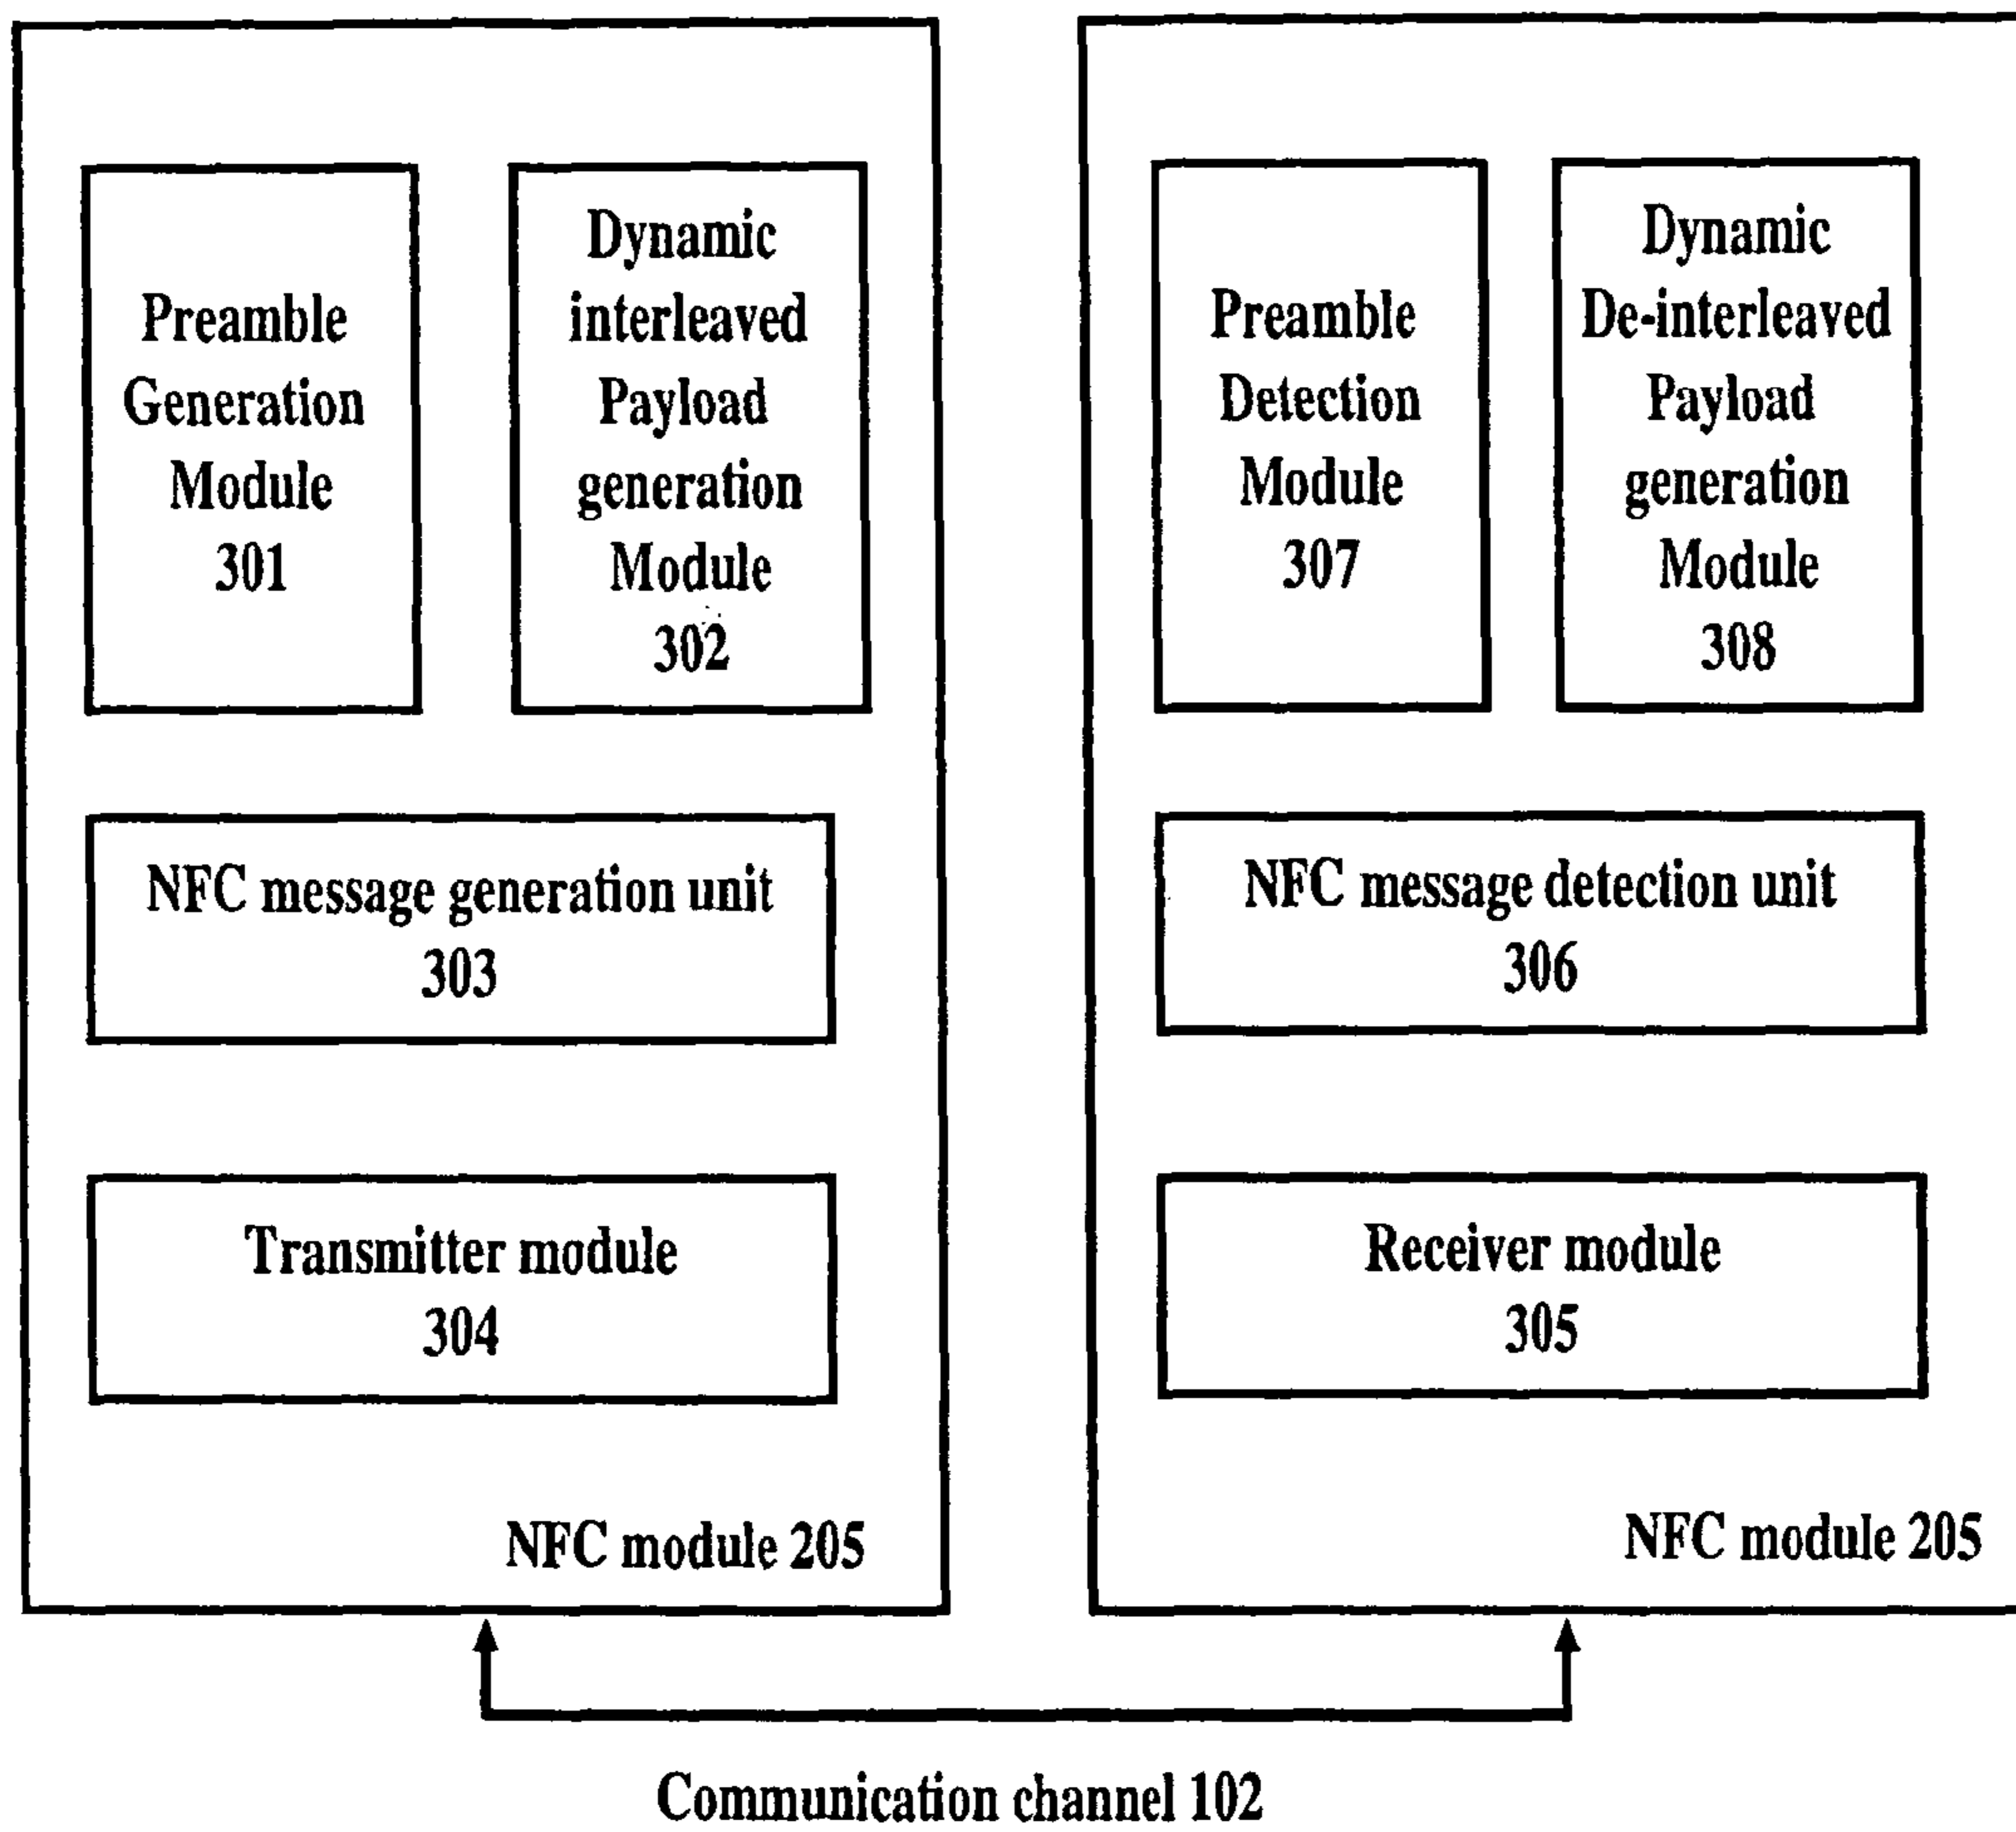 Preamble
Generation
Module
301
Dynamic
interleaved
Payload
generation
Module
302
NFC message generation unit
303
Transmitter module
304
NFC module 205
Preamble
Detection
Module
307
Dynamic
De-interleaved
Payload
generation
Module
308
NFC message detection unit
306
Receiver module
305
NFC module 205
Communication channel 102